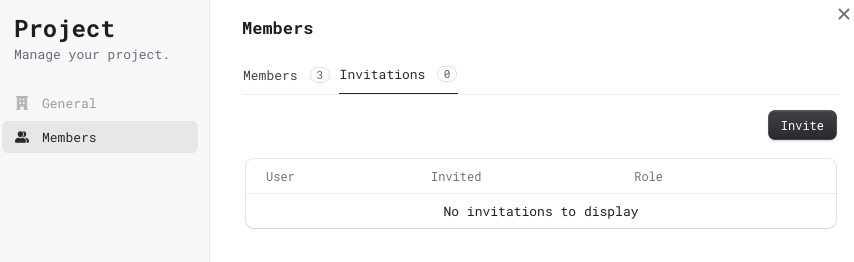 Project
Manage your project.
General
Members
Members
Members 3 Invitations 0
Invite
User Invited Role
No invitations to display